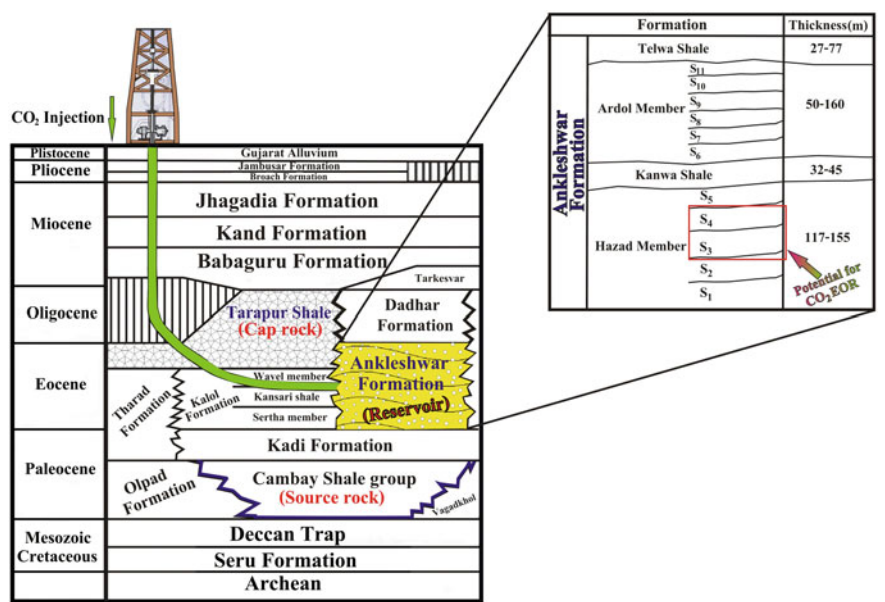 CO2 Injection
Plistocene
Gujarat Alluvium
Pliocene
Jambusar Formation
Broach Formation
Miocene
Jhagadia Formation
Kand Formation
Babaguru Formation
Tarkesvar
Oligocene
Tarapur Shale
(Cap rock)
Dadhar
Formation
Eocene
Tharad
Formation
Kalol
Formation
Wavel member
Kansari shale
Sertha member
Ankleshwar
Formation
(Reservoir)
Paleocene
Kadi Formation
Olpad
Formation
Cambay Shale group
(Source rock)
Vagadkhol
Mesozoic
Cretaceous
Deccan Trap
Seru Formation
Archean
Formation
Thickness(m)
Ankleshwar
Formation
Telwa Shale
27-77
Ardol Member
S11
S10
S9
S8
S7
S6
50-160
Kanwa Shale
32-45
Hazad Member
S5
S4
S3
S2
S1
117-155
Potential for
CO2EOR